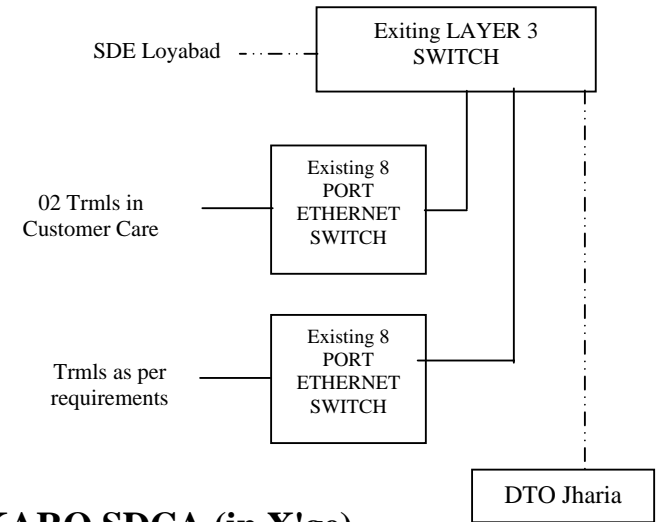 Exiting LAYER 3
SWITCH
SDE Loyabad
Existing 8
PORT
ETHERNET
SWITCH
02 Trmls in
Customer Care
Existing 8
PORT
ETHERNET
SWITCH
Trmls as per
requirements
DTO Jharia